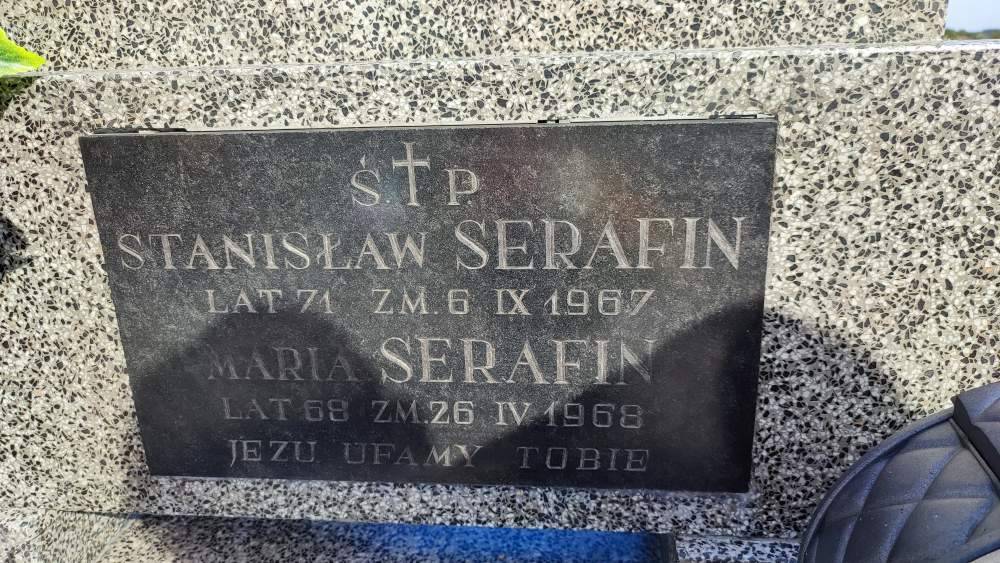 Ś.†P
STANISŁAW SERAFIN
LAT 71 ZM. 6 IX 1967
MARIA SERAFIN
LAT 68 ZM. 26 IV 1968
JEZU UFAMY TOBIE